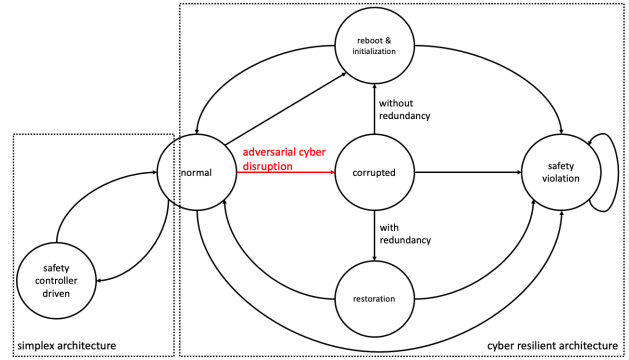 reboot &
initialization
without
redundancy
adversarial cyber
disruption
normal
corrupted
safety
violation
with
redundancy
safety
controller
driven
restoration
simplex architecture
cyber resilient architecture